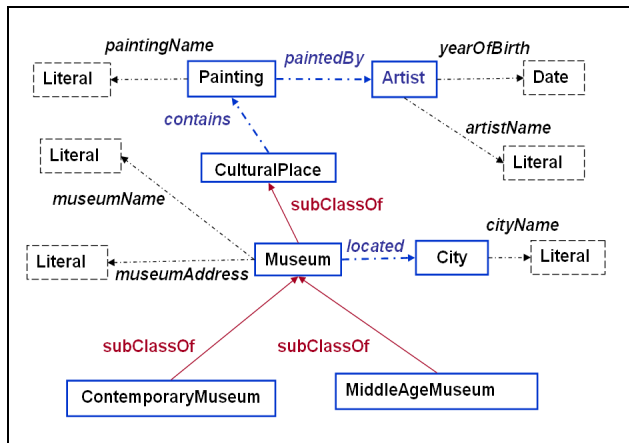 paintingName
paintedBy
yearOfBirth
Literal
Painting
Artist
Date
contains
artistName
Literal
CulturalPlace
Literal
museumName
subClassOf
cityName
located
Literal
museumAddress
Museum
City
Literal
subClassOf
subClassOf
ContemporaryMuseum
MiddleAgeMuseum